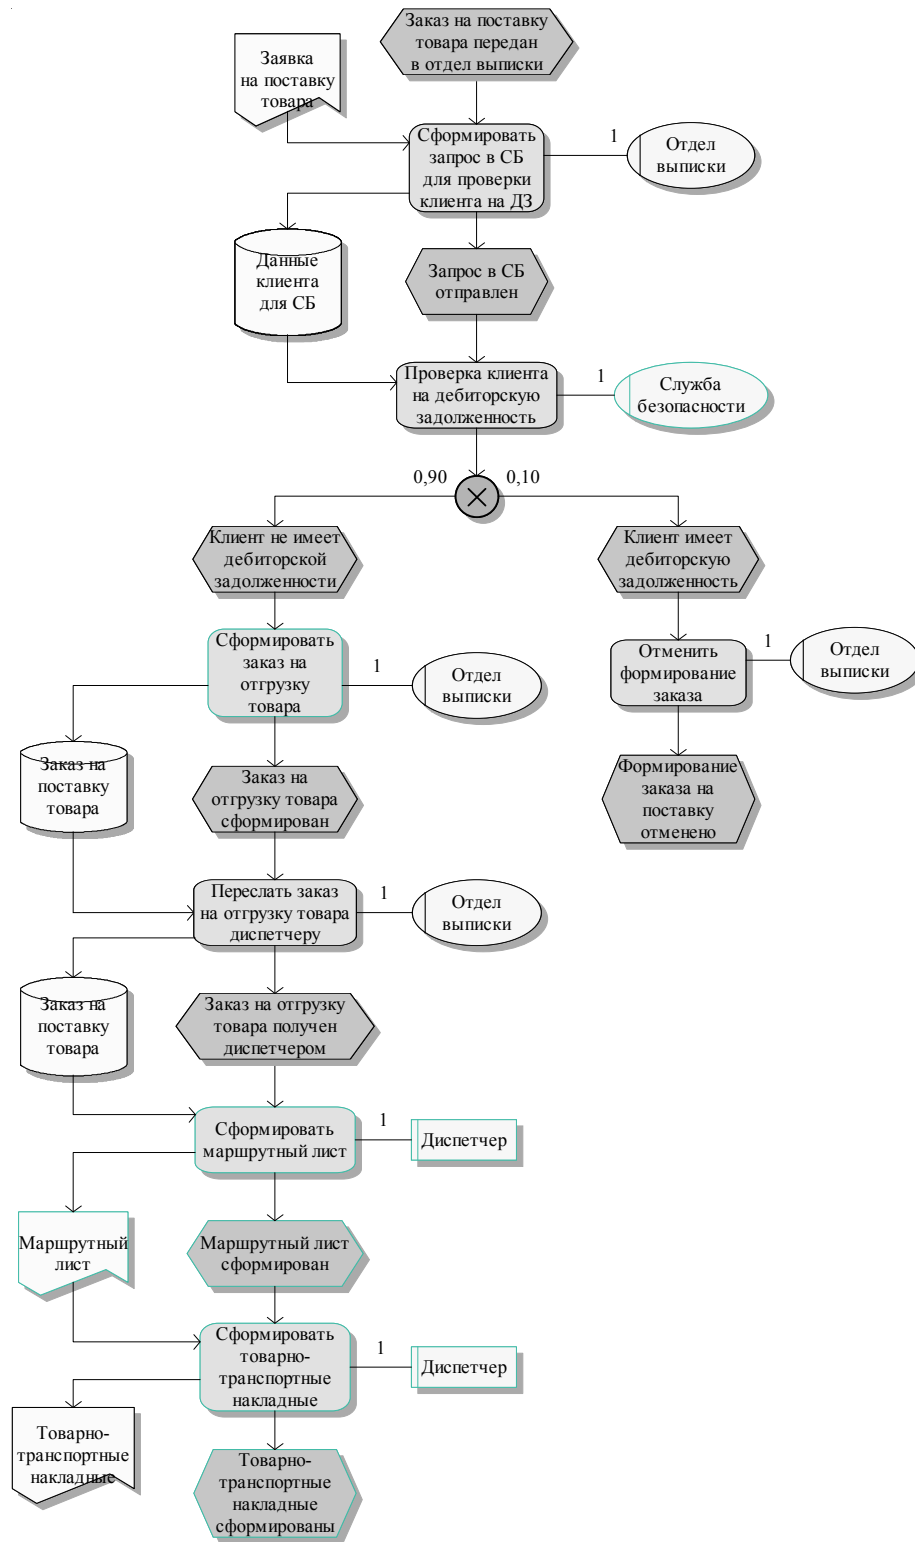 Заказ на поставку
товара передан
в отдел выписки
Заявка
на поставку
товара
Сформировать
запрос в СБ
для проверки
клиента на ДЗ
1
Отдел
выписки
Данные
клиента
для СБ
Запрос в СБ
отправлен
Проверка клиента
на дебиторскую
задолженность
1
Служба
безопасности
0,90
0,10
Клиент не имеет
дебиторской
задолженности
Клиент имеет
дебиторскую
задолженность
Сформировать
заказ на
отгрузку
товара
1
Отдел
выписки
Отменить
формирование
заказа
1
Отдел
выписки
Заказ на
поставку
товара
Заказ на
отгрузку товара
сформирован
Формирование
заказа на
поставку
отменено
Переслать заказ
на отгрузку товара
диспетчеру
1
Отдел
выписки
Заказ на
поставку
товара
Заказ на отгрузку
товара получен
диспетчером
Сформировать
маршрутный лист
1
Диспетчер
Маршрутный
лист
Маршрутный лист
сформирован
Сформировать
товарно-
транспортные
накладные
1
Диспетчер
Товарно-
транспортные
накладные
Товарно-
транспортные
накладные
сформированы